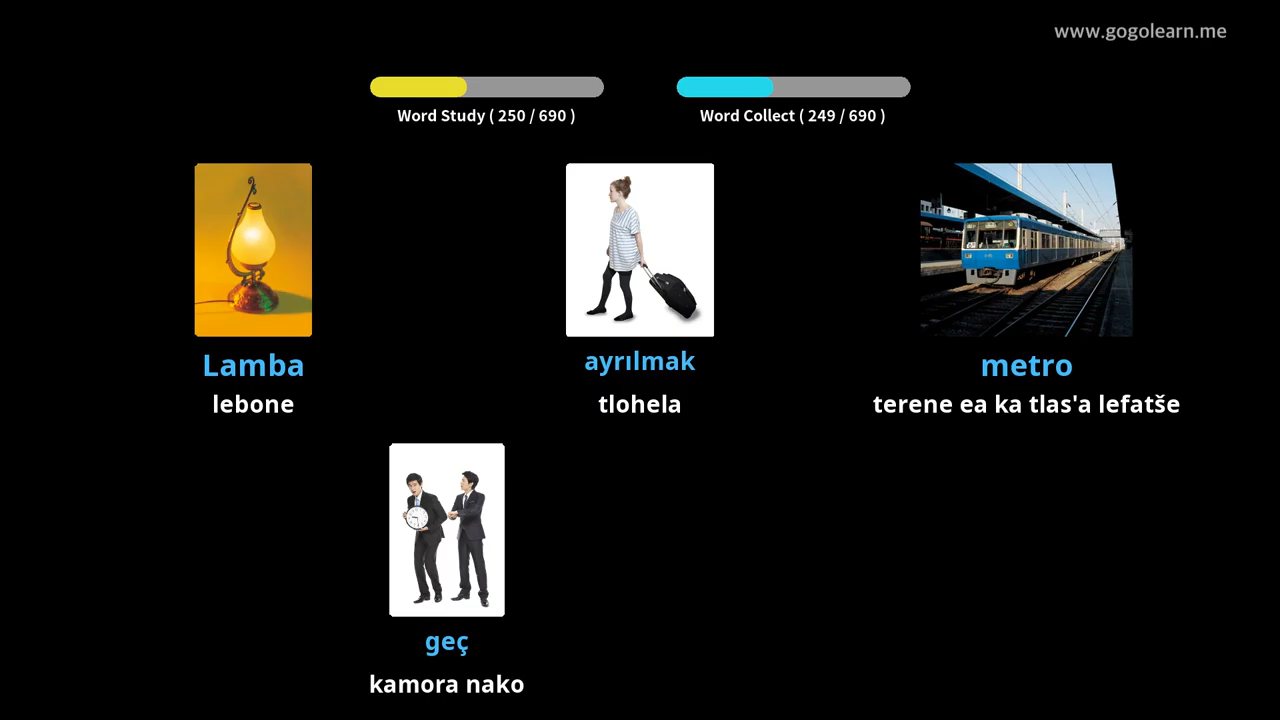 www.gogolearn.me
Word Study ( 250 / 690 )
Word Collect ( 249 / 690 )
Lamba
lebone
ayrılmak
tlohela
metro
terene ea ka tlas'a lefatše
geç
kamora nako